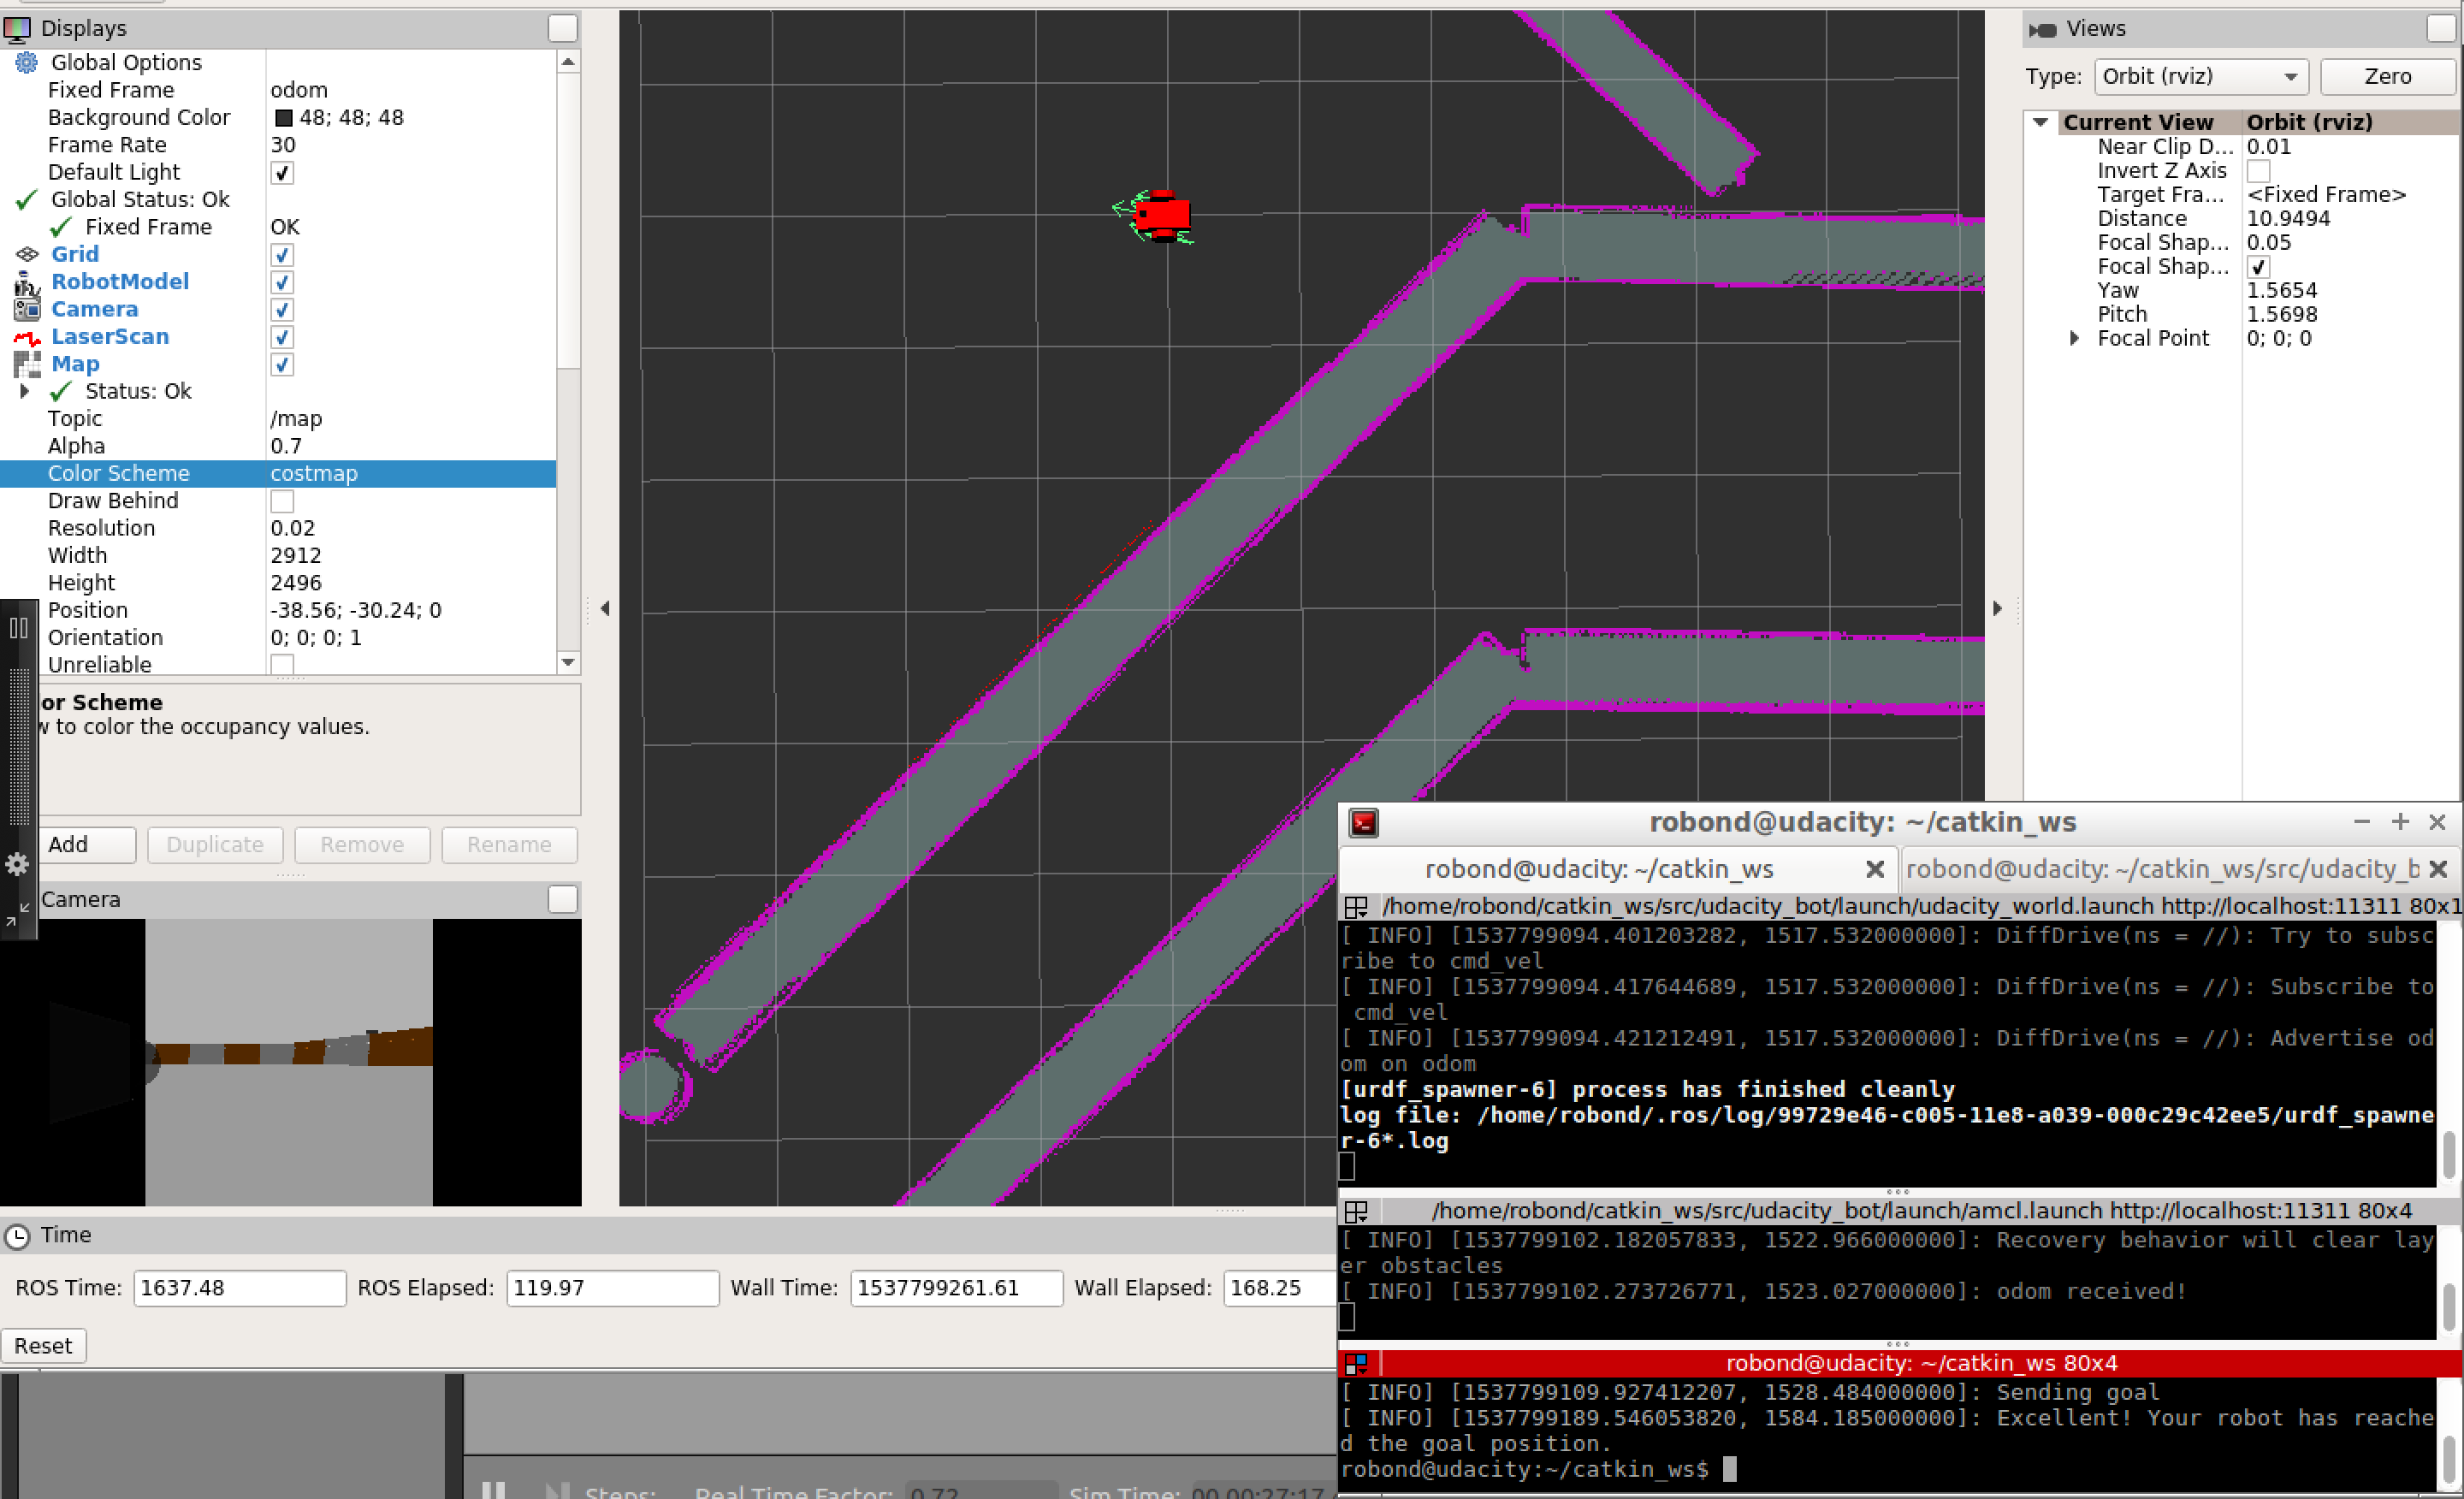 Displays
Global Options
Fixed Frame odom
Background Color 48; 48; 48
Frame Rate 30
Default Light
Global Status: Ok
Fixed Frame OK
Grid
RobotModel
Camera
LaserScan
Map
Status: Ok
Topic /map
Alpha 0.7
Color Scheme costmap
Draw Behind
Resolution 0.02
Width 2912
Height 2496
Position -38.56; -30.24; 0
Orientation 0; 0; 0; 1
Unreliable
or Scheme
w to color the occupancy values.
Add Duplicate Remove Rename
Camera
Views
Type: Orbit (rviz) Zero
Current View Orbit (rviz)
Near Clip D... 0.01
Invert Z Axis
Target Fra... <Fixed Frame>
Distance 10.9494
Focal Shap... 0.05
Focal Shap...
Yaw 1.5654
Pitch 1.5698
Focal Point 0; 0; 0
robond@udacity: ~/catkin_ws
robond@udacity: ~/catkin_ws robond@udacity: ~/catkin_ws/src/udacity_b
/home/robond/catkin_ws/src/udacity_bot/launch/udacity_world.launch http://localhost:11311 80x1
[ INFO] [1537799094.401203282, 1517.532000000]: DiffDrive(ns = //): Try to subsc
ribe to cmd_vel
[ INFO] [1537799094.417644689, 1517.532000000]: DiffDrive(ns = //): Subscribe to
cmd_vel
[ INFO] [1537799094.421212491, 1517.532000000]: DiffDrive(ns = //): Advertise od
om on odom
[urdf_spawner-6] process has finished cleanly
log file: /home/robond/.ros/log/99729e46-c005-11e8-a039-000c29c42ee5/urdf_spawne
r-6*.log
/home/robond/catkin_ws/src/udacity_bot/launch/amcl.launch http://localhost:11311 80x4
[ INFO] [1537799102.182057833, 1522.966000000]: Recovery behavior will clear lay
er obstacles
[ INFO] [1537799102.273726771, 1523.027000000]: odom received!
robond@udacity: ~/catkin_ws 80x4
[ INFO] [1537799109.927412207, 1528.484000000]: Sending goal
[ INFO] [1537799189.546053820, 1584.185000000]: Excellent! Your robot has reache
d the goal position.
robond@udacity:~/catkin_ws$
Time
ROS Time: 1637.48 ROS Elapsed: 119.97 Wall Time: 1537799261.61 Wall Elapsed: 168.25
Reset
Steps: Real Time Factor: 0.72 Sim Time: 00 00:27:17